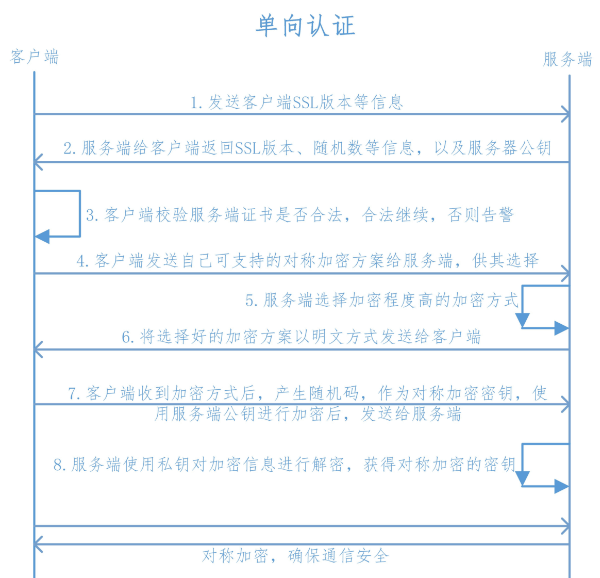 单向认证
客户端
服务端
1.发送客户端SSL版本等信息
2.服务端给客户端返回SSL版本、随机数等信息，以及服务器公钥
3.客户端校验服务端证书是否合法，合法继续，否则告警
4.客户端发送自己可支持的对称加密方案给服务端，供其选择
5.服务端选择加密程度高的加密方式
6.将选择好的加密方案以明文方式发送给客户端
7.客户端收到加密方式后，产生随机码，作为对称加密密钥，使
用服务端公钥进行加密后，发送给服务端
8.服务端使用私钥对加密信息进行解密，获得对称加密的密钥
对称加密，确保通信安全